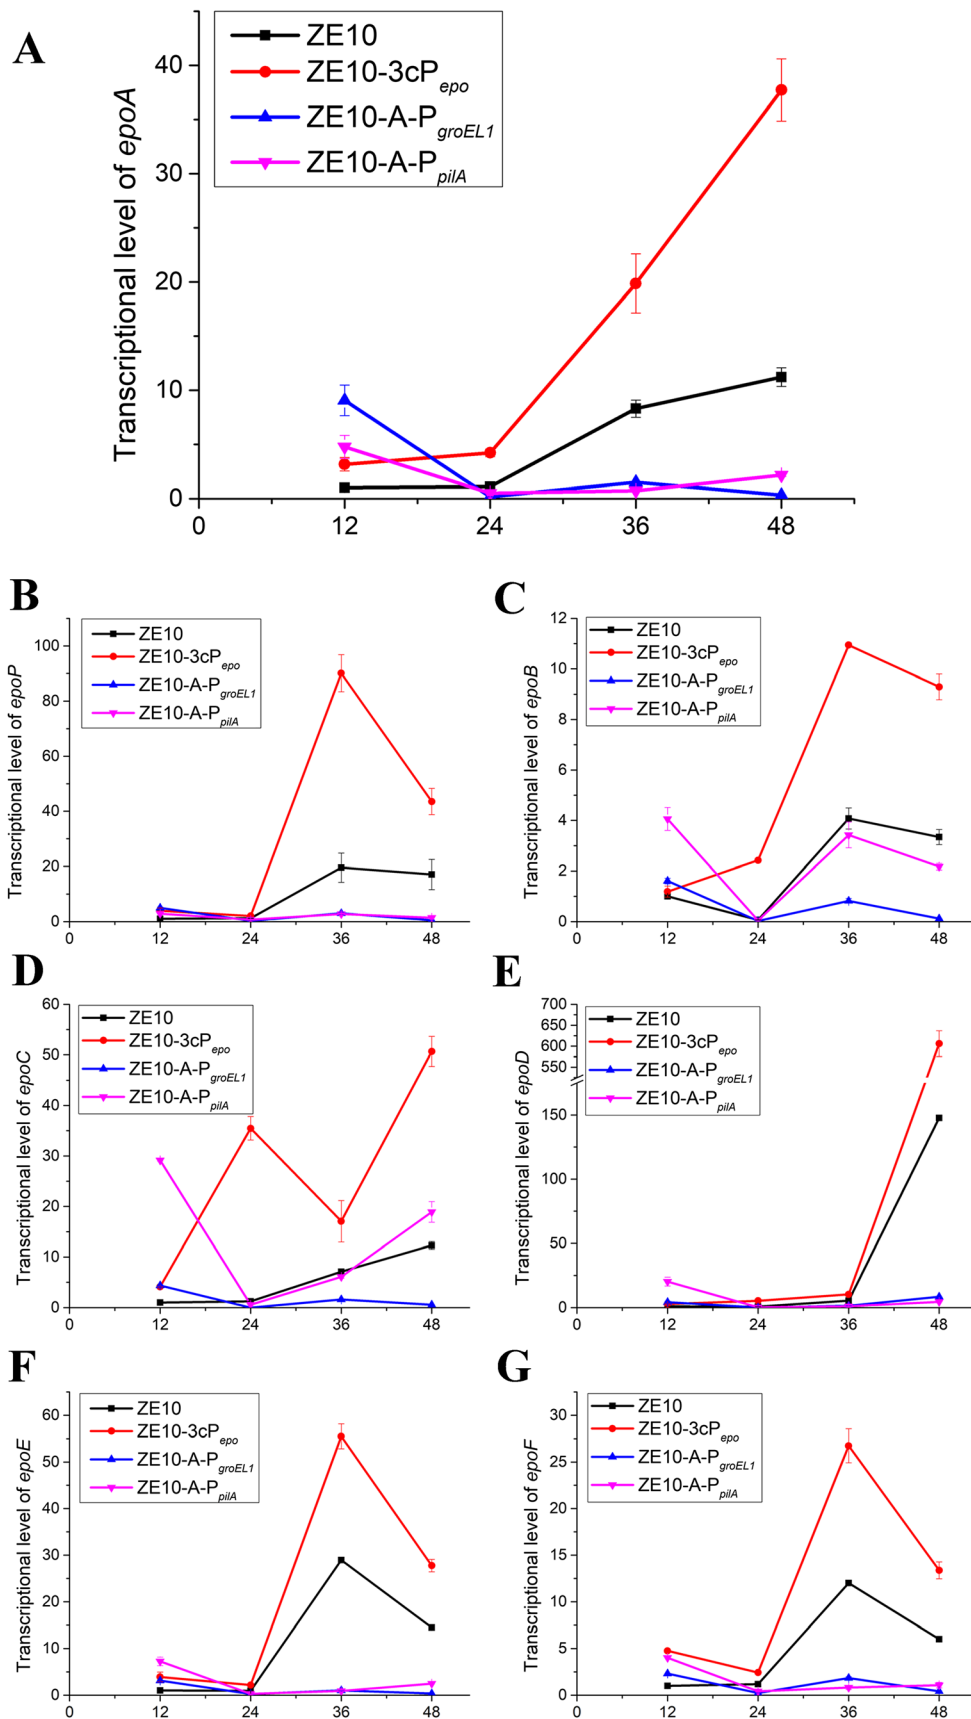 A
ZE10
ZE10-3cPepo
ZE10-A-PgroEL1
ZE10-A-PpilA
Transcriptional level of epoA
40
30
20
10
0
0 12 24 36 48
B
ZE10
ZE10-3cPepo
ZE10-A-PgroEL1
ZE10-A-PpilA
Transcriptional level of epoP
100
80
60
40
20
0
0 12 24 36 48
C
ZE10
ZE10-3cPepo
ZE10-A-PgroEL1
ZE10-A-PpilA
Transcriptional level of epoB
12
10
8
6
4
2
0
0 12 24 36 48
D
ZE10
ZE10-3cPepo
ZE10-A-PgroEL1
ZE10-A-PpilA
Transcriptional level of epoC
60
50
40
30
20
10
0
0 12 24 36 48
E
ZE10
ZE10-3cPepo
ZE10-A-PgroEL1
ZE10-A-PpilA
Transcriptional level of epoD
700
650
600
550
150
100
50
0
0 12 24 36 48
F
ZE10
ZE10-3cPepo
ZE10-A-PgroEL1
ZE10-A-PpilA
Transcriptional level of epoE
60
50
40
30
20
10
0
0 12 24 36 48
G
ZE10
ZE10-3cPepo
ZE10-A-PgroEL1
ZE10-A-PpilA
Transcriptional level of epoF
30
25
20
15
10
5
0
0 12 24 36 48